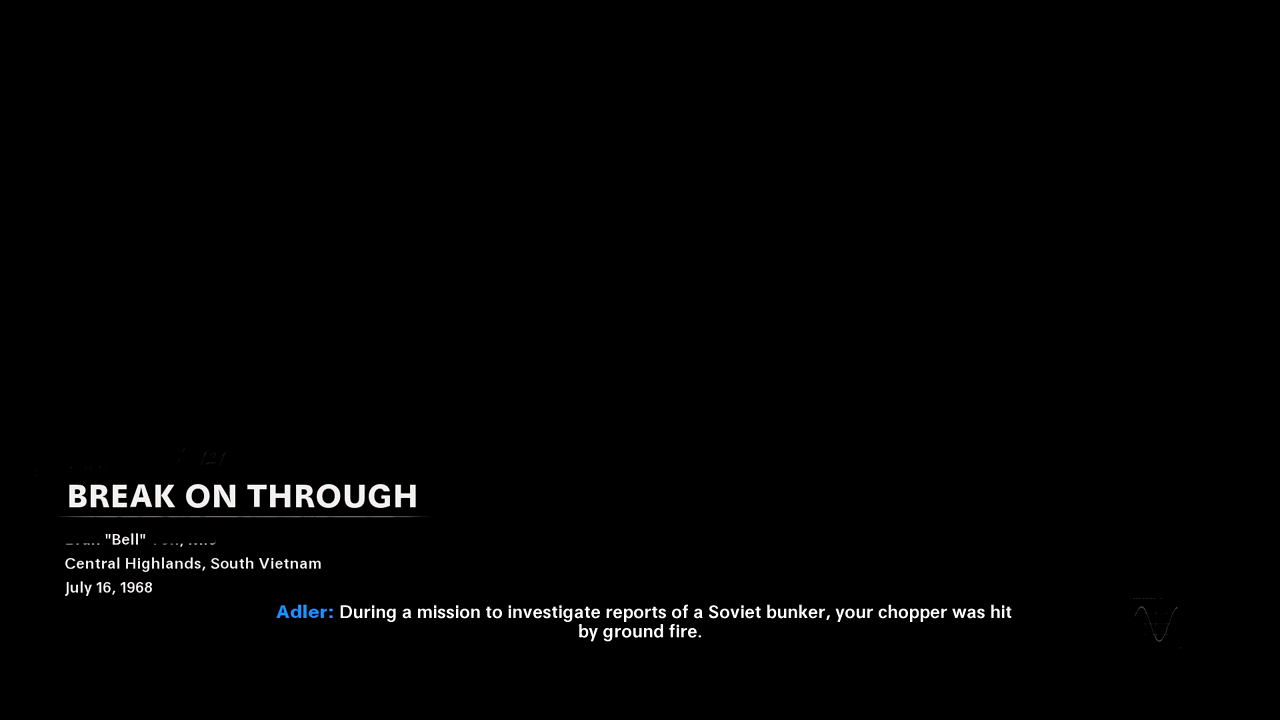 BREAK ON THROUGH
"Bell"
Central Highlands, South Vietnam
July 16, 1968
Adler: During a mission to investigate reports of a Soviet bunker, your chopper was hit
by ground fire.